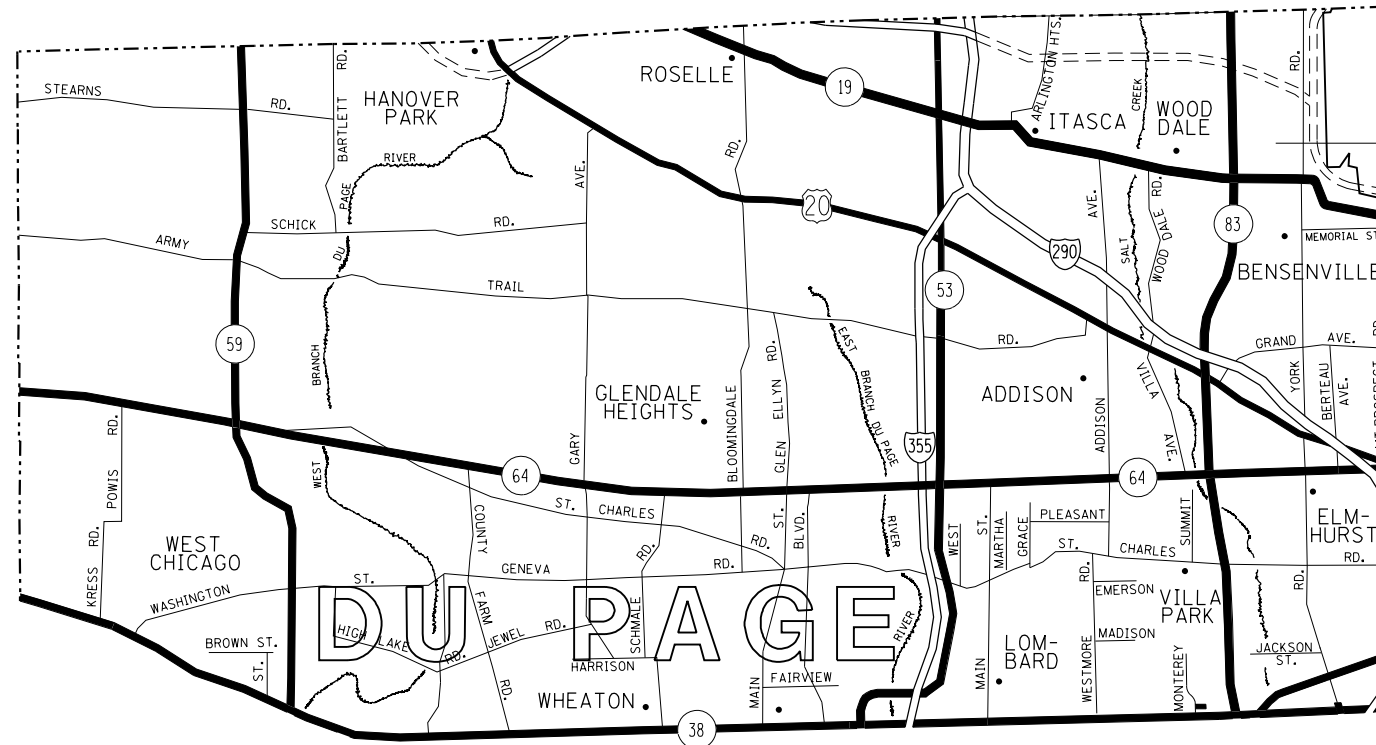 STEARNS
RD.
BARTLETT
RD.
HANOVER
PARK
ROSELLE
19
ARLINGTON HTS.
ITASCA
CREEK
WOOD
DALE
RD.
RIVER
PAGE
DU
BRANCH
WEST
AVE.
RD.
20
SCHICK
RD.
ARMY
TRAIL
RD.
290
AVE.
SALT
WOOD DALE
RD.
83
MEMORIAL ST
BENSENVILLE
53
59
EAST
BRANCH DU PAGE
RIVER
GLENDALE
HEIGHTS
ADDISON
ADDISON
VILLA
AVE.
GRAND
AVE.
YORK
BERTEAU
AVE.
RD.
GARY
BLOOMINGDALE
GLEN ELLYN
RD.
355
64
64
POWIS
RD.
KRESS
RD.
WEST
CHICAGO
WASHINGTON
ST.
COUNTY
FARM
RD.
ST.
CHARLES
RD.
GENEVA
RD.
RD.
SCHMALE
ST.
BLVD.
WEST
ST.
MARTHA
GRACE
PLEASANT
ST.
CHARLES
RD.
SUMMIT
ELM-
HURST
RD.
DU PAGE
BROWN ST.
ST.
HIGH LAKE
RD.
JEWEL
RD.
HARRISON
WHEATON
MAIN
FAIRVIEW
RIVER
LOM-
BARD
MAIN
RD.
WESTMORE
EMERSON
MADISON
VILLA
PARK
MONTEREY
JACKSON
ST.
38